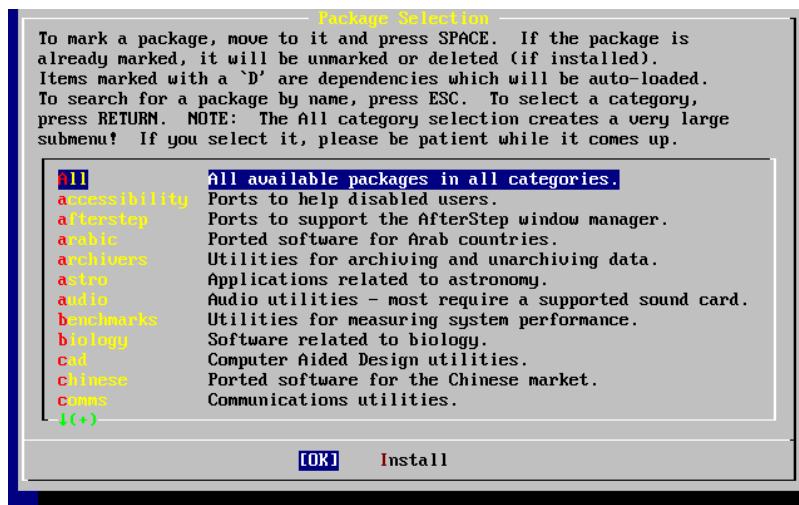 Package Selection
To mark a package, move to it and press SPACE.  If the package is
already marked, it will be unmarked or deleted (if installed).
Items marked with a `D' are dependencies which will be auto-loaded.
To search for a package by name, press ESC.  To select a category,
press RETURN.  NOTE:  The All category selection creates a very large
submenu!  If you select it, please be patient while it comes up.
All All available packages in all categories.
accessibility Ports to help disabled users.
afterstep Ports to support the AfterStep window manager.
arabic Ported software for Arab countries.
archivers Utilities for archiving and unarchiving data.
astro Applications related to astronomy.
audio Audio utilities - most require a supported sound card.
benchmarks Utilities for measuring system performance.
biology Software related to biology.
cad Computer Aided Design utilities.
chinese Ported software for the Chinese market.
comms Communications utilities.
↓(+)
[OK] Install